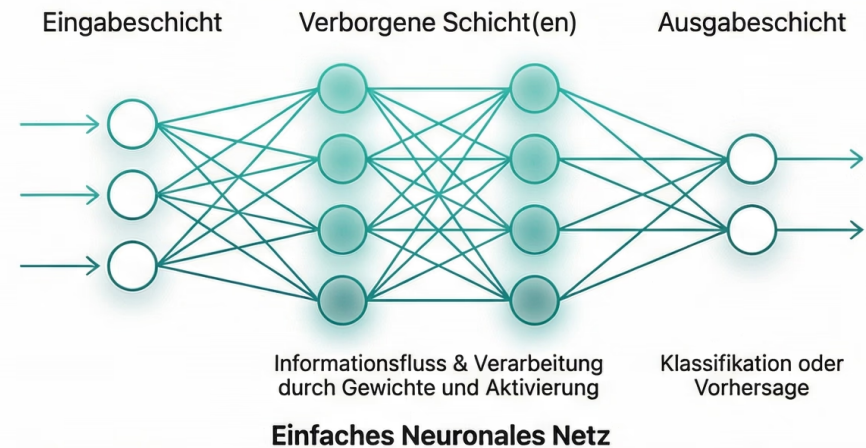 Eingabeschicht
Verborgene Schicht(en)
Ausgabeschicht
Informationsfluss & Verarbeitung
durch Gewichte und Aktivierung
Klassifikation oder
Vorhersage
Einfaches Neuronales Netz